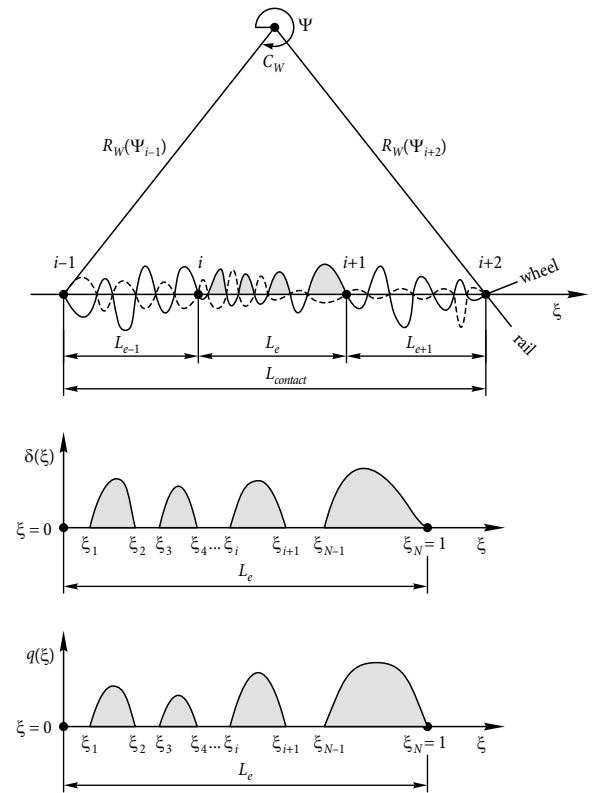 Ψ
C_W
R_W(Ψ_{i–1}) R_W(Ψ_{i+2})
i–1 i i+1 i+2
wheel
ξ
rail
L_{e–1} L_e L_{e+1}
L_{contact}
δ(ξ)
ξ = 0 ξ_1 ξ_2 ξ_3 ξ_4 ... ξ_i ξ_{i+1} ξ_{N–1} ξ_N = 1 ξ
L_e
q(ξ)
ξ = 0 ξ_1 ξ_2 ξ_3 ξ_4 ... ξ_i ξ_{i+1} ξ_{N–1} ξ_N = 1 ξ
L_e